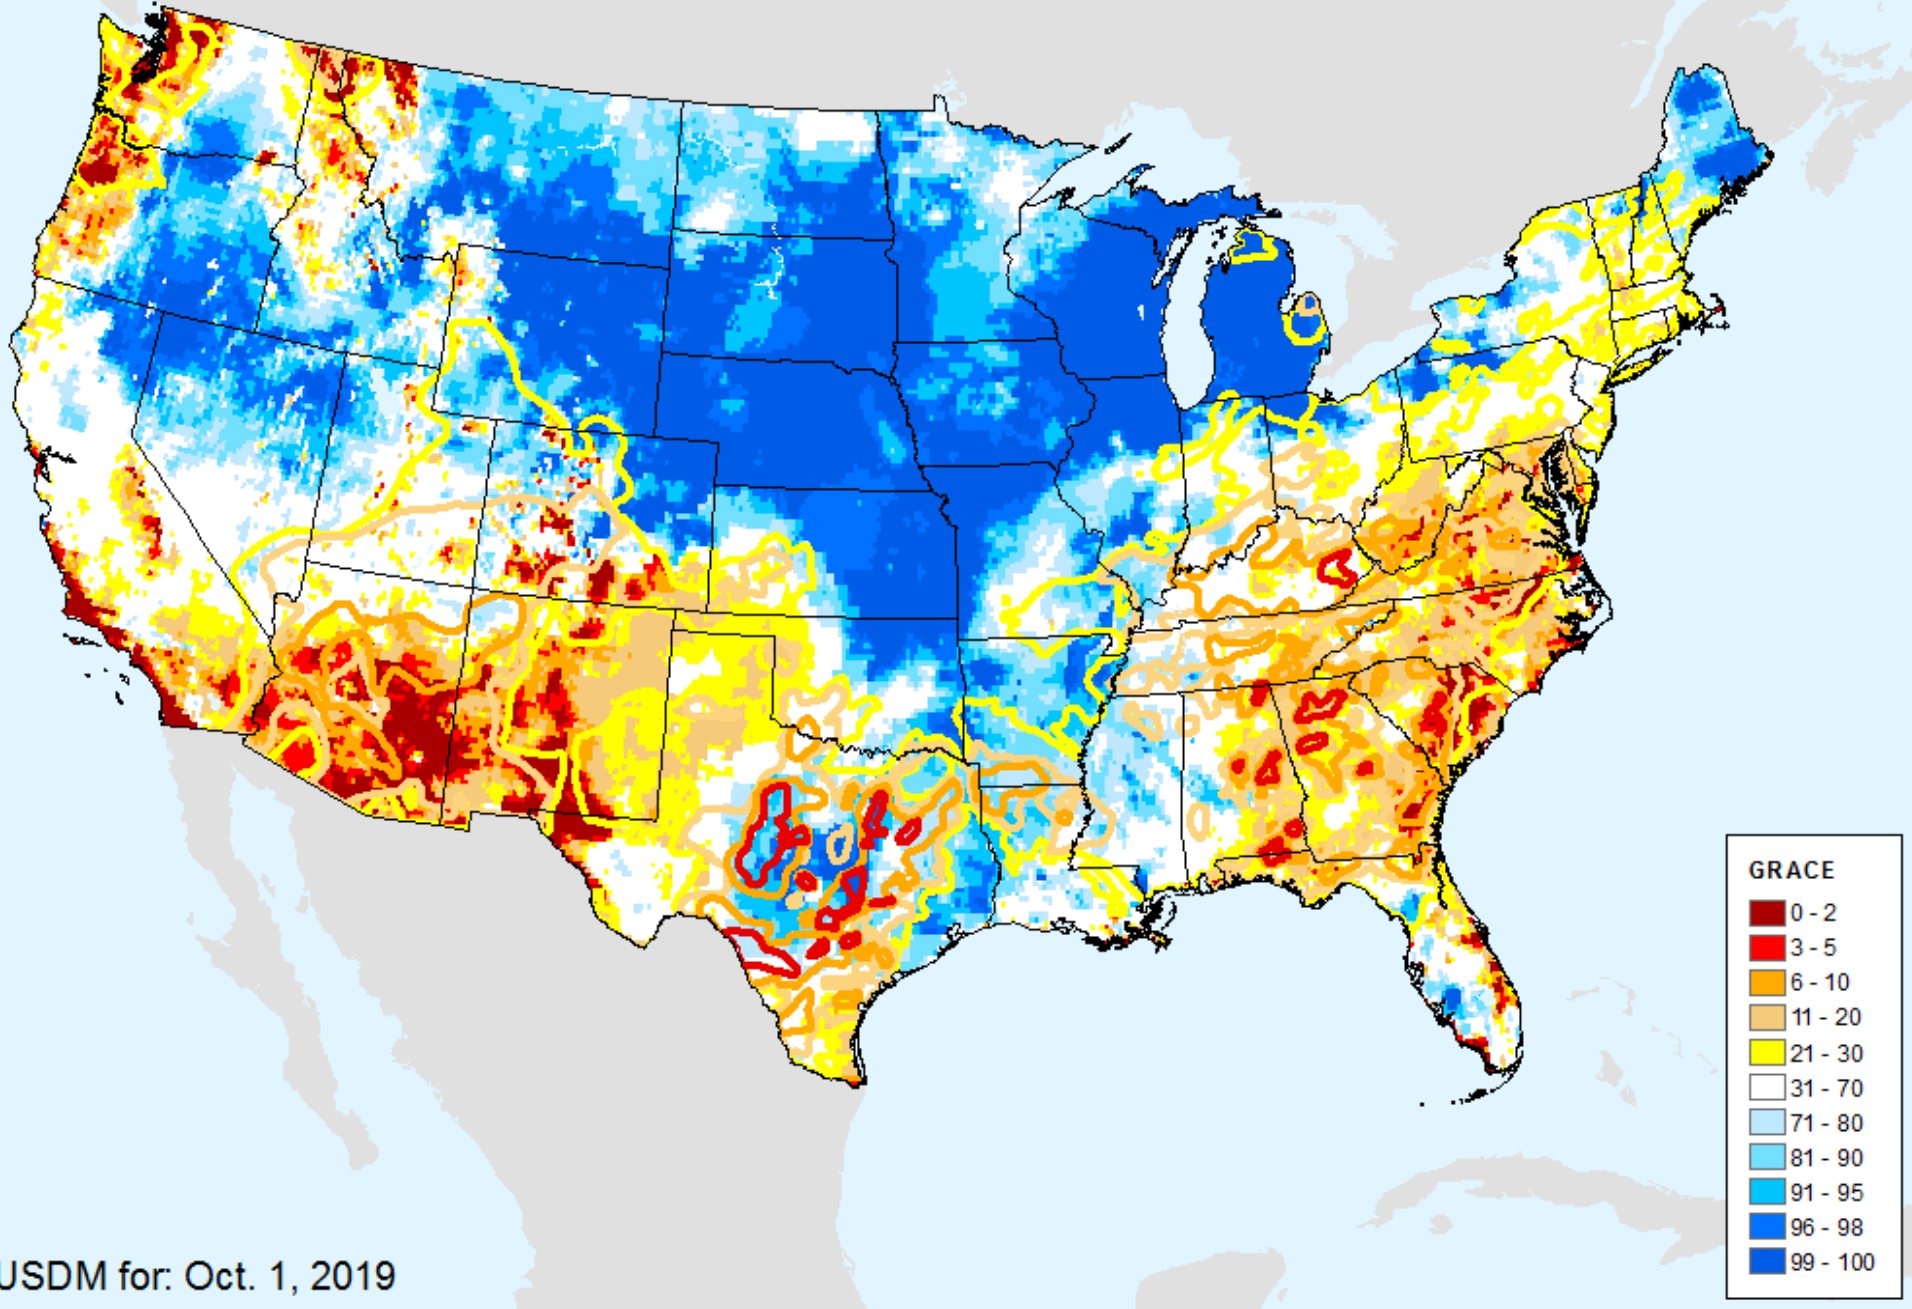 GRACE
0 - 2
3 - 5
6 - 10
11 - 20
21 - 30
31 - 70
71 - 80
81 - 90
91 - 95
96 - 98
99 - 100
USDM for: Oct. 1, 2019